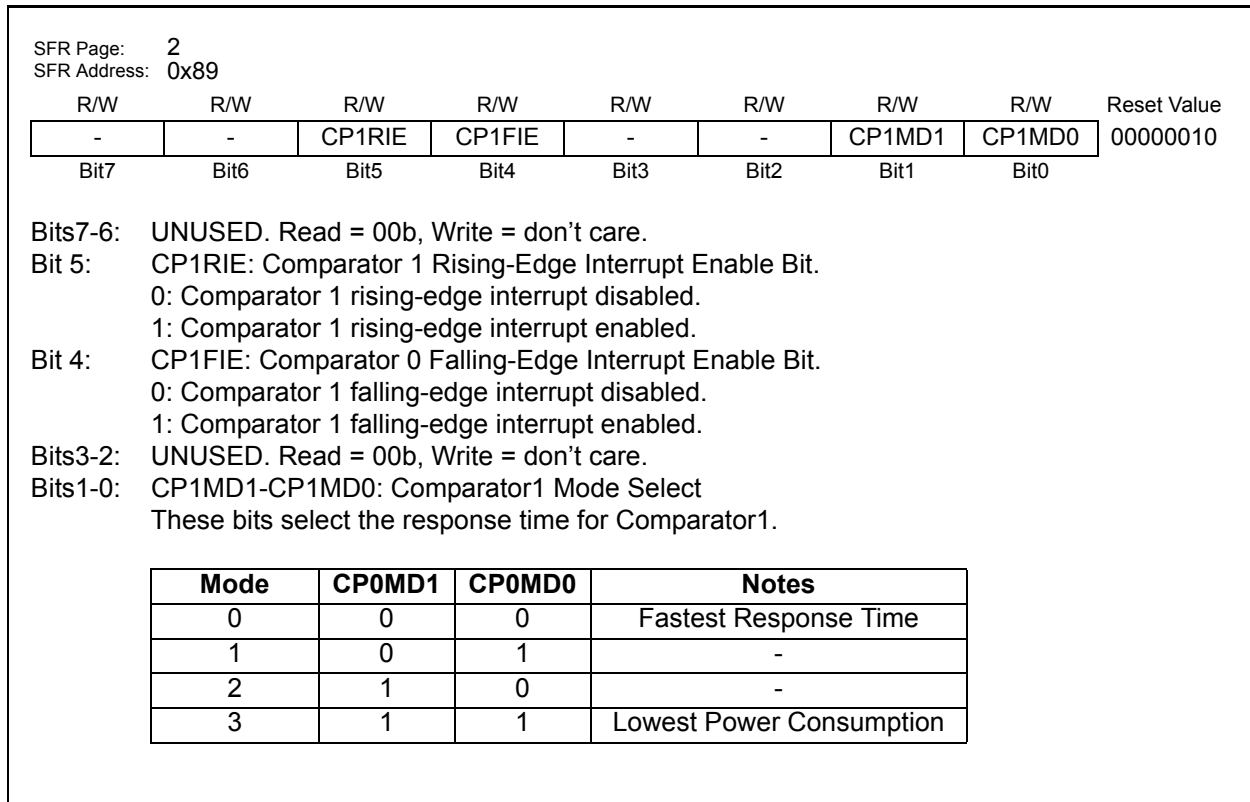 SFR Page: 2
SFR Address: 0x89
R/W R/W R/W R/W R/W R/W R/W R/W Reset Value
- - CP1RIE CP1FIE - - CP1MD1 CP1MD0 00000010
Bit7 Bit6 Bit5 Bit4 Bit3 Bit2 Bit1 Bit0
Bits7-6: UNUSED. Read = 00b, Write = don’t care.
Bit 5: CP1RIE: Comparator 1 Rising-Edge Interrupt Enable Bit.
0: Comparator 1 rising-edge interrupt disabled.
1: Comparator 1 rising-edge interrupt enabled.
Bit 4: CP1FIE: Comparator 0 Falling-Edge Interrupt Enable Bit.
0: Comparator 1 falling-edge interrupt disabled.
1: Comparator 1 falling-edge interrupt enabled.
Bits3-2: UNUSED. Read = 00b, Write = don’t care.
Bits1-0: CP1MD1-CP1MD0: Comparator1 Mode Select
These bits select the response time for Comparator1.
Mode CP0MD1 CP0MD0 Notes
0 0 0 Fastest Response Time
1 0 1 -
2 1 0 -
3 1 1 Lowest Power Consumption